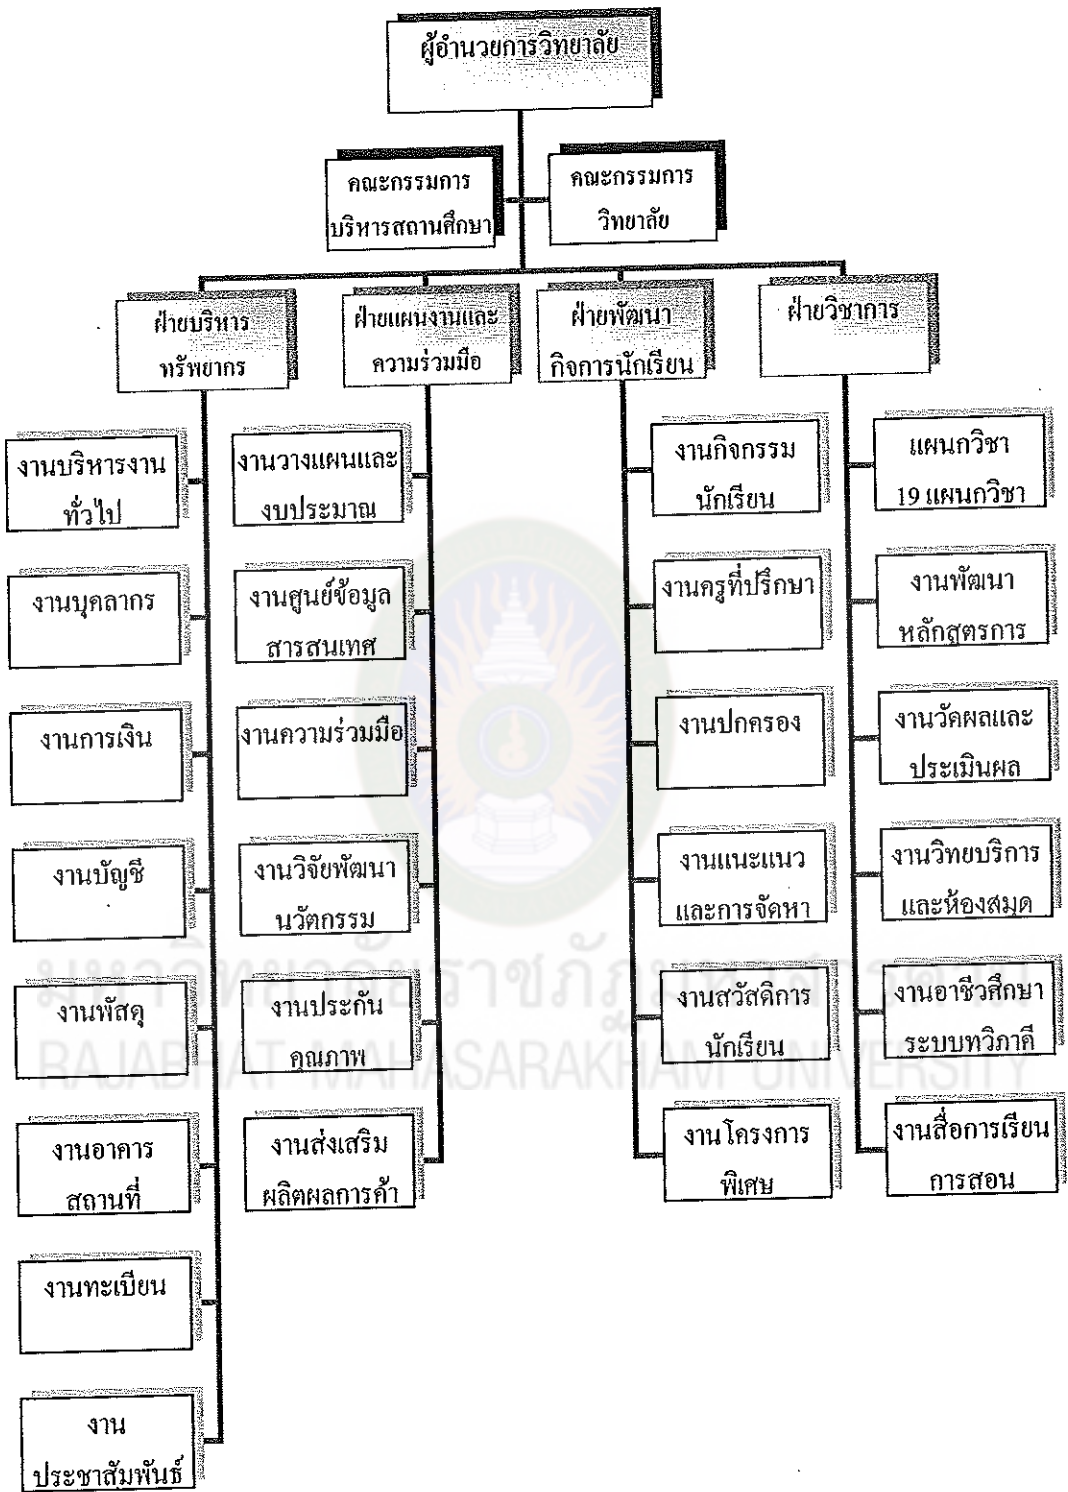 ผู้อำนวยการวิทยาลัย
คณะกรรมการ
บริหารสถานศึกษา
คณะกรรมการ
วิทยาลัย
ฝ่ายบริหาร
ทรัพยากร
ฝ่ายแผนงานและ
ความร่วมมือ
ฝ่ายพัฒนา
กิจการนักเรียน
ฝ่ายวิชาการ
งานบริหารงาน
ทั่วไป
งานบุคลากร
งานการเงิน
งานบัญชี
งานพัสดุ
งานอาคาร
สถานที่
งานทะเบียน
งาน
ประชาสัมพันธ์
งานวางแผนและ
งบประมาณ
งานศูนย์ข้อมูล
สารสนเทศ
งานความร่วมมือ
งานวิจัยพัฒนา
นวัตกรรม
งานประกัน
คุณภาพ
งานส่งเสริม
ผลิตผลการค้า
งานกิจกรรม
นักเรียน
งานครูที่ปรึกษา
งานปกครอง
งานแนะแนว
และการจัดหา
งานสวัสดิการ
นักเรียน
งานโครงการ
พิเศษ
แผนกวิชา
19 แผนกวิชา
งานพัฒนา
หลักสูตรการ
งานวัดผลและ
ประเมินผล
งานวิทยบริการ
และห้องสมุด
งานอาชีวศึกษา
ระบบทวิภาคี
งานสื่อการเรียน
การสอน
มหาวิทยาลัยราชภัฏมหาสารคาม
RAJABHAT MAHASARAKHAM UNIVERSITY